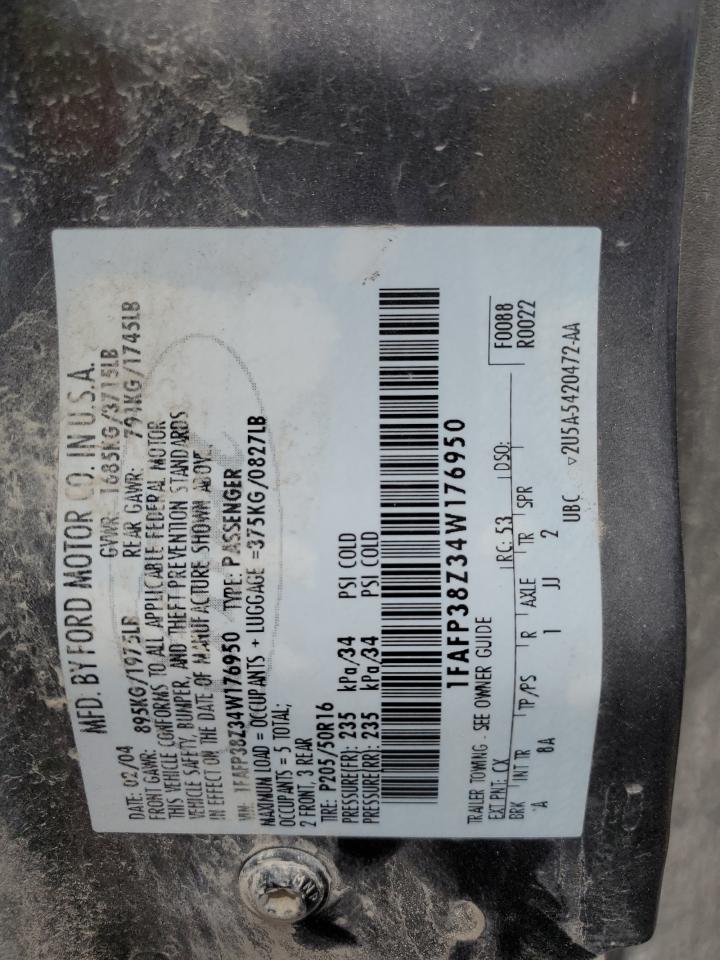 MFD. BY FORD MOTOR CO. IN U.S.A.
DATE: 02/04 GVWR: 1685KG/3715LB
FRONT GAWR: 895KG/1973LB REAR GAWR: 791KG/1745LB
THIS VEHICLE CONFORMS TO ALL APPLICABLE FEDERAL MOTOR
VEHICLE SAFETY, BUMPER, AND THEFT PREVENTION STANDARDS
IN EFFECT ON THE DATE OF MANUFACTURE SHOWN ABOVE.
VIN: 1FAFP38Z34W176950 TYPE: PASSENGER
MAXIMUM LOAD = OCCUPANTS + LUGGAGE =375KG/0827LB
OCCUPANTS = 5 TOTAL;
2 FRONT, 3 REAR
TIRE: P205/50R16
PRESSURE(FR): 235 kPa/34 PSI COLD
PRESSURE(RR): 235 kPa/34 PSI COLD
1FAFP38Z34W176950
TRAILER TOWING - SEE OWNER GUIDE F0088
EXT PNT: CX RC: 53 DSO: R0022
BRK INT TR TP/PS R AXLE TR SPR
A 8A 1 JJ 2
UBC ▽2U5A-5420472-AA